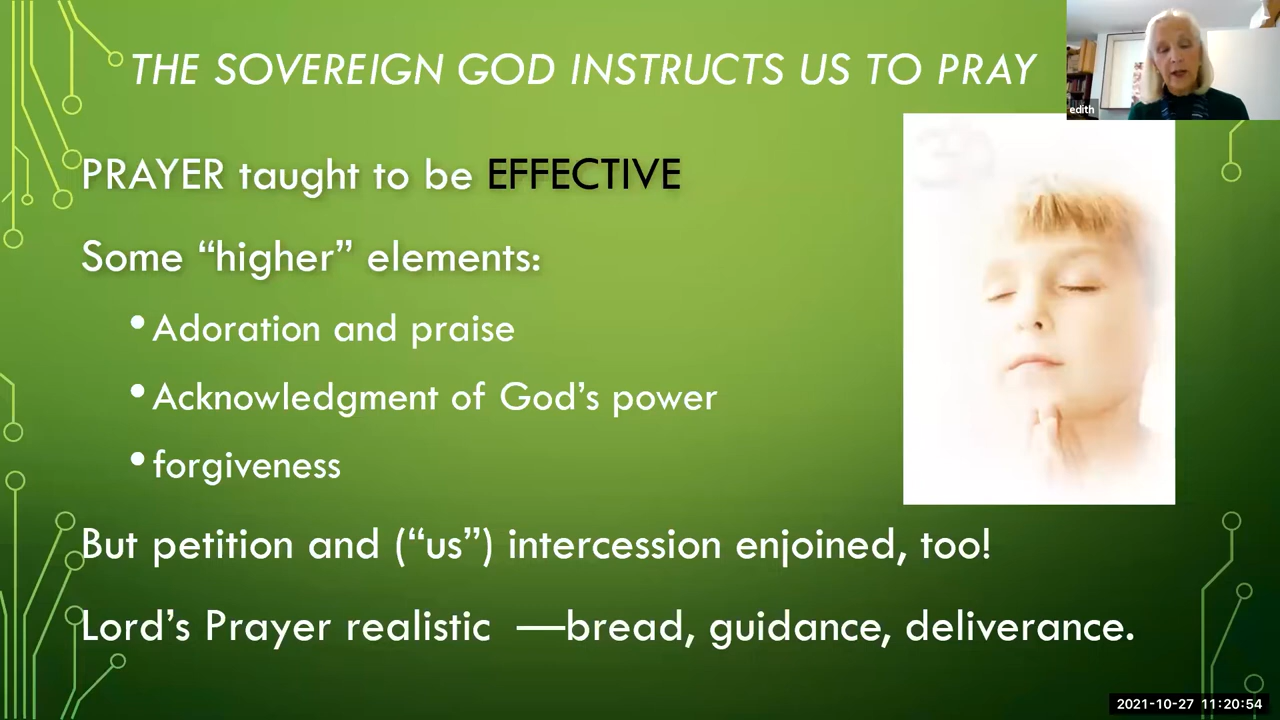 THE SOVEREIGN GOD INSTRUCTS US TO PRAY
edith
PRAYER taught to be EFFECTIVE
Some “higher” elements:
•Adoration and praise
•Acknowledgment of God’s power
•forgiveness
But petition and (“us”) intercession enjoined, too!
Lord’s Prayer realistic —bread, guidance, deliverance.
2021-10-27 11:20:54